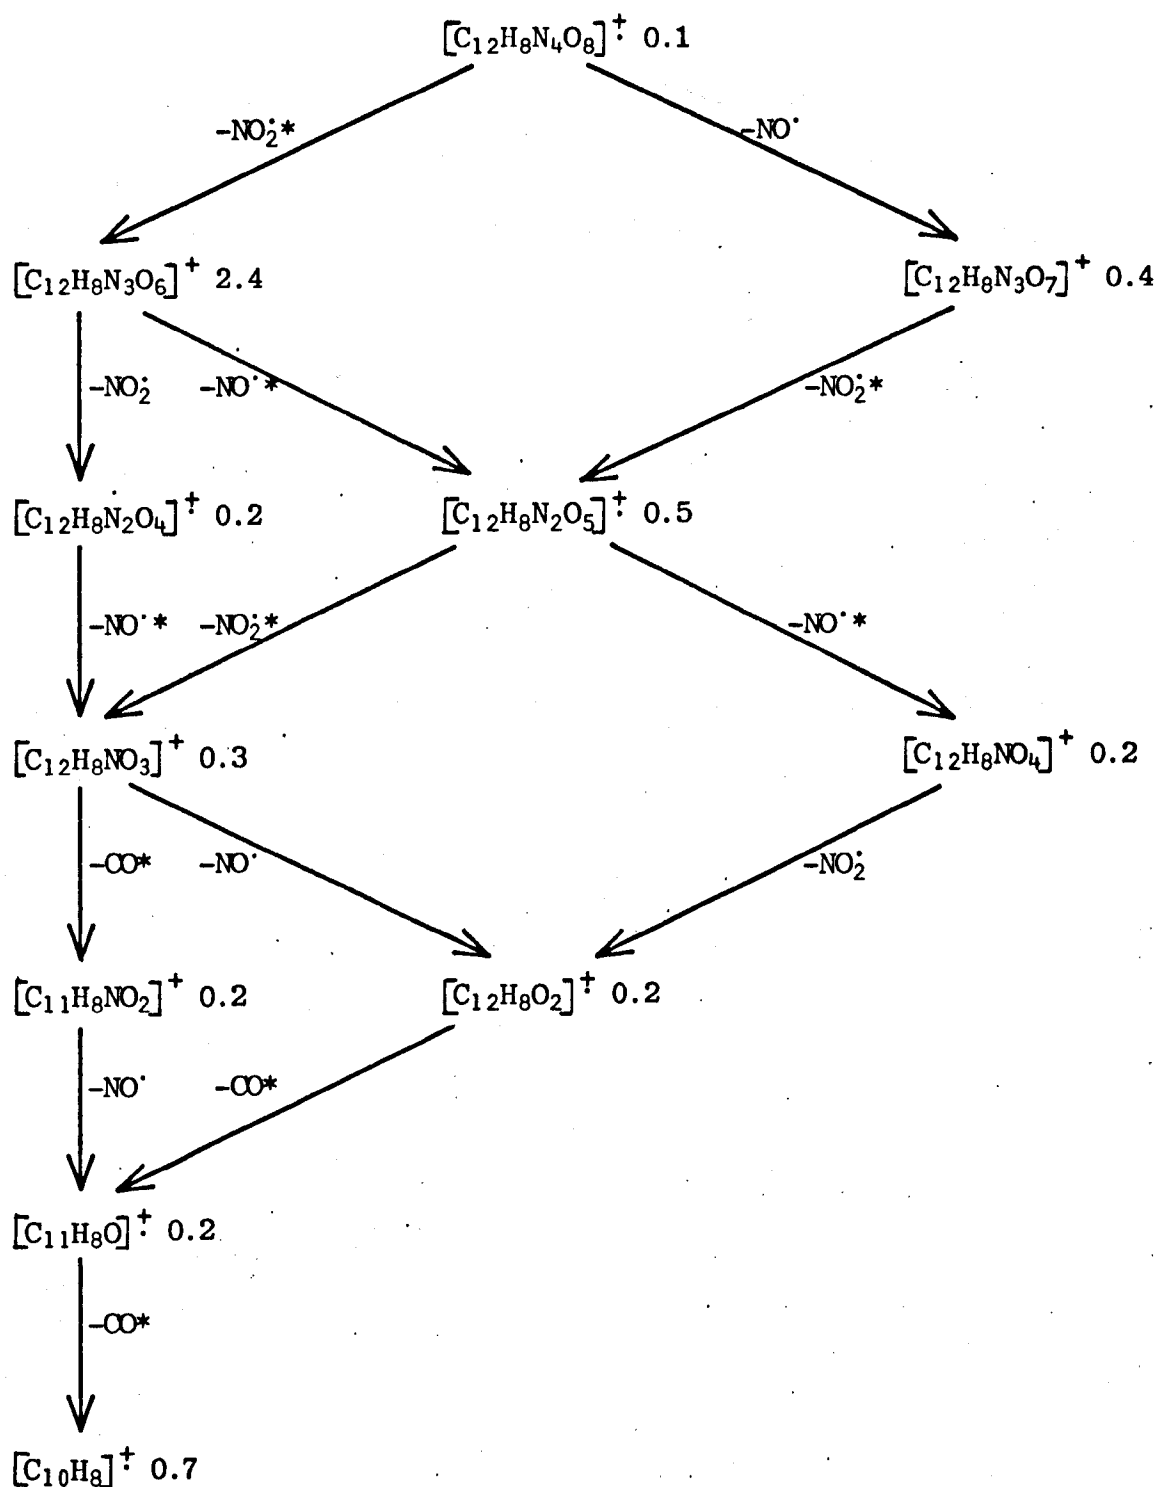 [C₁₂H₈N₄O₈]⁺· 0.1
-NO₂·* -NO·
[C₁₂H₈N₃O₆]⁺ 2.4 [C₁₂H₈N₃O₇]⁺ 0.4
-NO₂· -NO·* -NO₂·*
[C₁₂H₈N₂O₄]⁺· 0.2 [C₁₂H₈N₂O₅]⁺· 0.5
-NO·* -NO₂·* -NO·*
[C₁₂H₈NO₃]⁺ 0.3 [C₁₂H₈NO₄]⁺ 0.2
-CO* -NO· -NO₂·
[C₁₁H₈NO₂]⁺ 0.2 [C₁₂H₈O₂]⁺· 0.2
-NO· -CO*
[C₁₁H₈O]⁺· 0.2
-CO*
[C₁₀H₈]⁺· 0.7